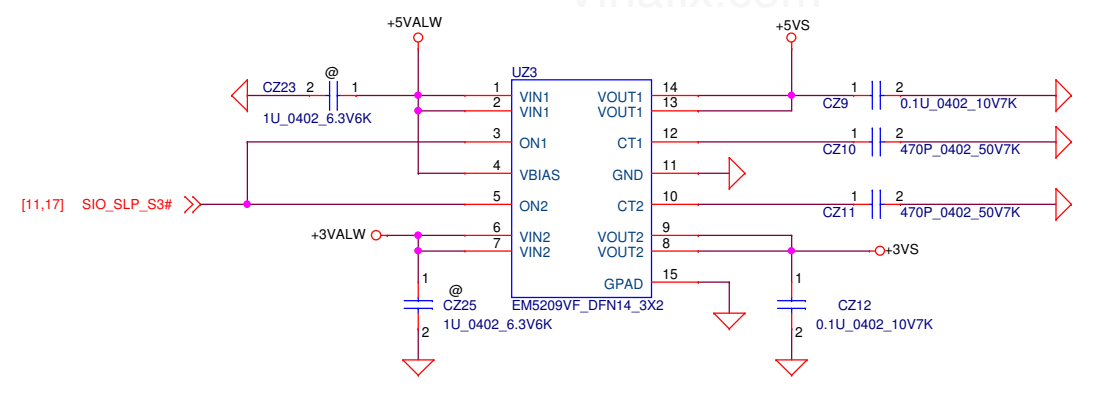 Vinafix.com
+5VALW
+5VS
@
UZ3
CZ23 2 1
1U_0402_6.3V6K
1 VIN1 VOUT1 14
2 VIN1 VOUT1 13
1 2
CZ9 0.1U_0402_10V7K
3 ON1 CT1 12
1 2
CZ10 470P_0402_50V7K
4 VBIAS GND 11
[11,17] SIO_SLP_S3#
5 ON2 CT2 10
1 2
CZ11 470P_0402_50V7K
+3VALW
6 VIN2 VOUT2 9
7 VIN2 VOUT2 8
+3VS
GPAD 15
1
@
CZ25
1U_0402_6.3V6K
2
EM5209VF_DFN14_3X2
1
CZ12
0.1U_0402_10V7K
2